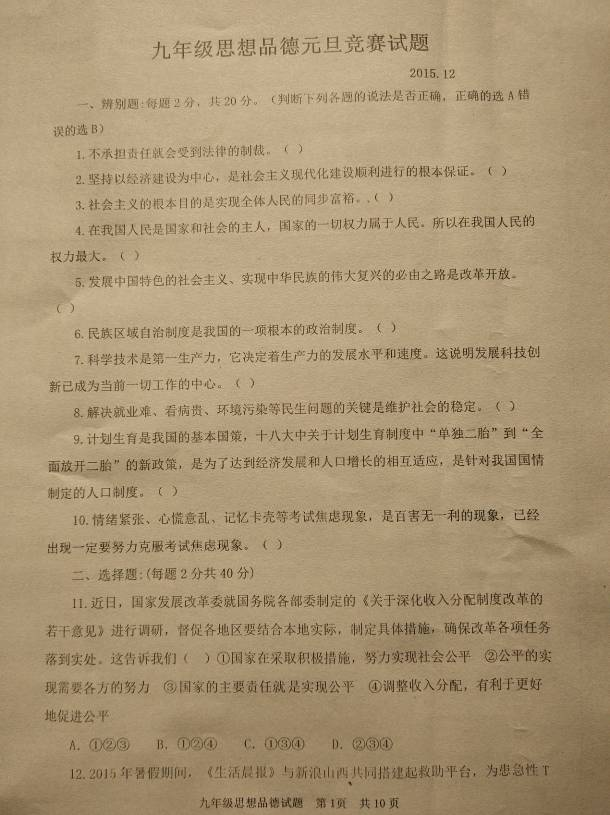 九年级思想品德元旦竞赛试题
2015.12
一、辨别题:每题2分，共20分。（判断下列各题的说法是否正确，正确的选A错
误的选B）
1.不承担责任就会受到法律的制裁。（ ）
2.坚持以经济建设为中心，是社会主义现代化建设顺利进行的根本保证。（ ）
3.社会主义的根本目的是实现全体人民的同步富裕。（ ）
4.在我国人民是国家和社会的主人，国家的一切权力属于人民。所以在我国人民的
权力最大。（ ）
5.发展中国特色的社会主义、实现中华民族的伟大复兴的必由之路是改革开放。
（ ）
6.民族区域自治制度是我国的一项根本的政治制度。（ ）
7.科学技术是第一生产力，它决定着生产力的发展水平和速度。这说明发展科技创
新已成为当前一切工作的中心。（ ）
8.解决就业难、看病贵、环境污染等民生问题的关键是维护社会的稳定。（ ）
9.计划生育是我国的基本国策，十八大中关于计划生育制度中“单独二胎”到“全
面放开二胎”的新政策，是为了达到经济发展和人口增长的相互适应，是针对我国国情
制定的人口制度。（ ）
10.情绪紧张、心慌意乱、记忆卡壳等考试焦虑现象，是百害无一利的现象，已经
出现一定要努力克服考试焦虑现象。（ ）
二、选择题:(每题2分共40分)
11.近日，国家发展改革委就国务院各部委制定的《关于深化收入分配制度改革的
若干意见》进行调研，督促各地区要结合本地实际，制定具体措施，确保改革各项任务
落到实处。这告诉我们（ ）①国家在采取积极措施，努力实现社会公平 ②公平的实
现需要各方的努力 ③国家的主要责任就是实现公平 ④调整收入分配，有利于更好
地促进公平
A．①②③ B．①②④ C．①③④ D．②③④
12.2015年暑假期间，《生活晨报》与新浪山西共同搭建起救助平台，为患急性T
九年级思想品德试题 第1页 共10页